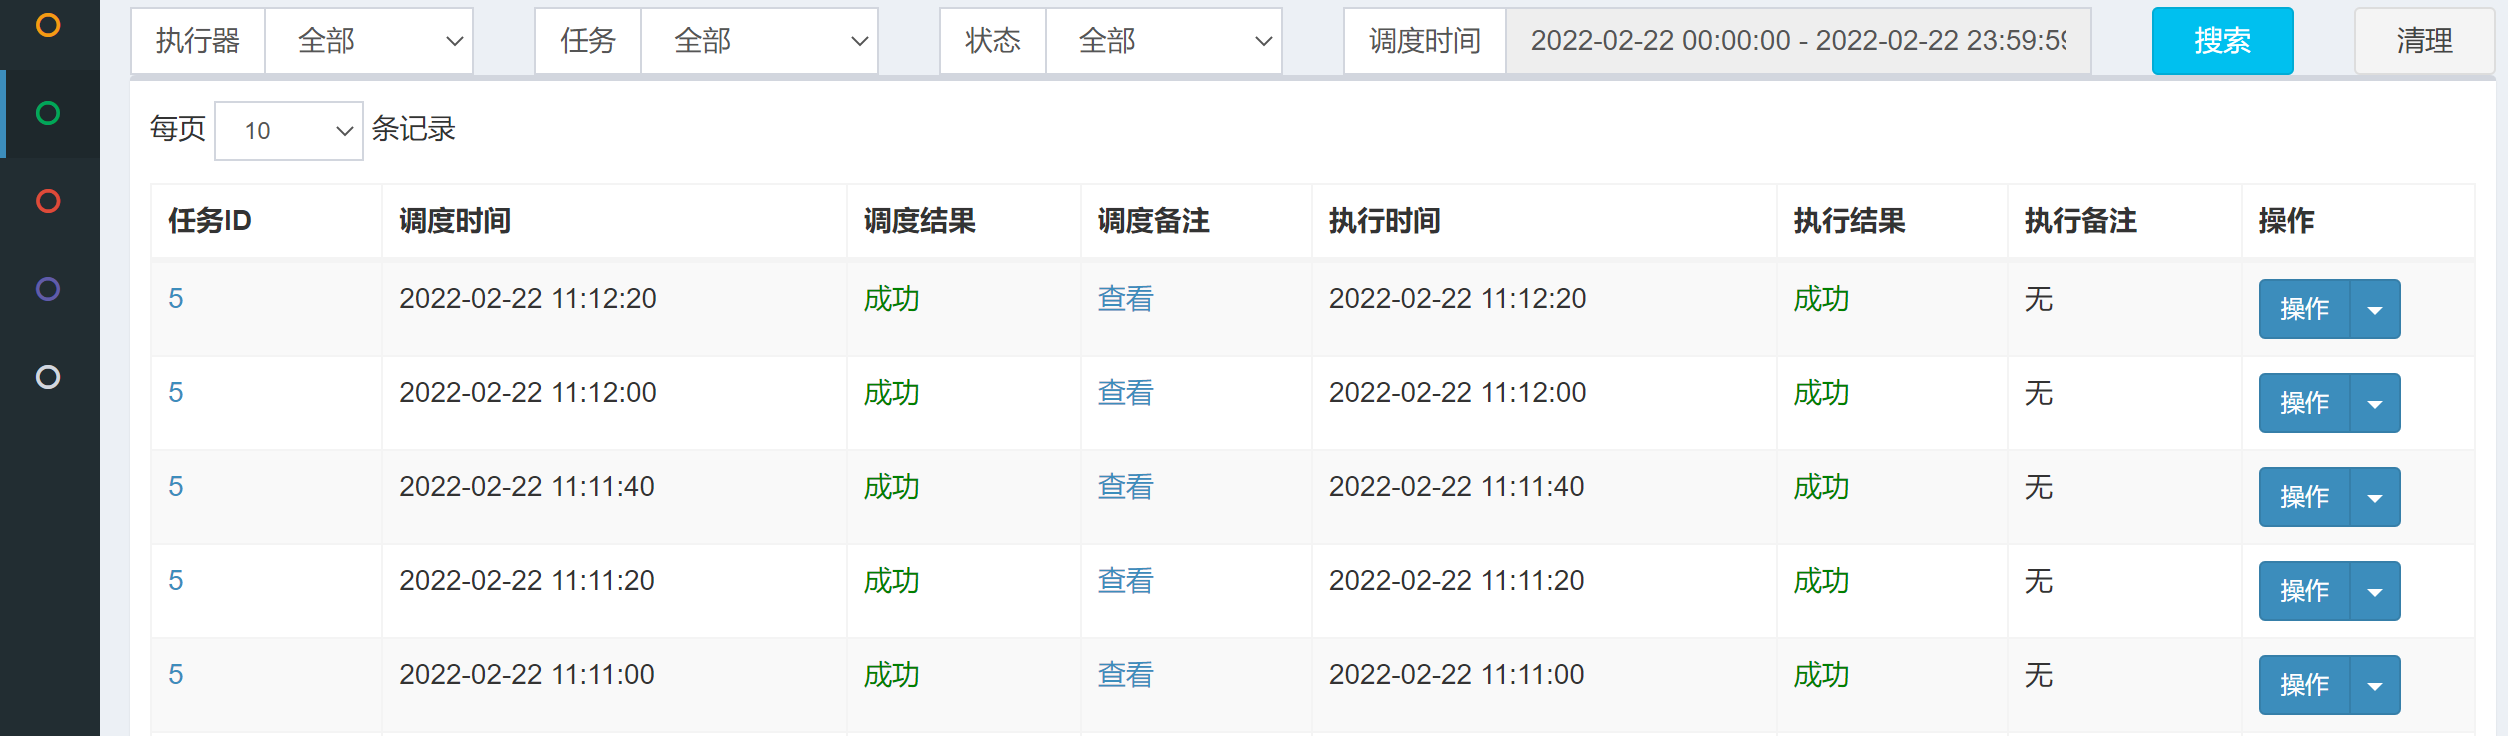 执行器 全部 任务 全部 状态 全部 调度时间 2022-02-22 00:00:00 - 2022-02-22 23:59:59 搜索 清理
每页 10 条记录
任务ID 调度时间 调度结果 调度备注 执行时间 执行结果 执行备注 操作
5 2022-02-22 11:12:20 成功 查看 2022-02-22 11:12:20 成功 无 操作
5 2022-02-22 11:12:00 成功 查看 2022-02-22 11:12:00 成功 无 操作
5 2022-02-22 11:11:40 成功 查看 2022-02-22 11:11:40 成功 无 操作
5 2022-02-22 11:11:20 成功 查看 2022-02-22 11:11:20 成功 无 操作
5 2022-02-22 11:11:00 成功 查看 2022-02-22 11:11:00 成功 无 操作